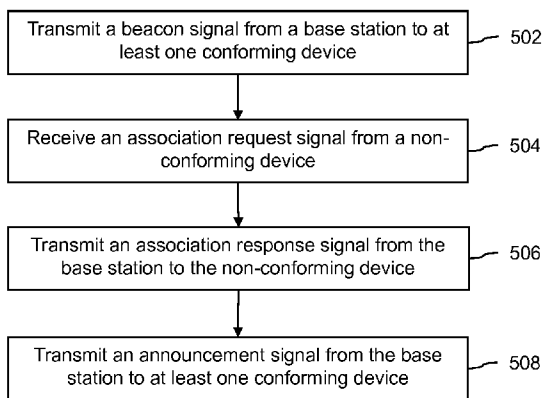 Transmit a beacon signal from a base station to at
least one conforming device
502
Receive an association request signal from a non-
conforming device
504
Transmit an association response signal from the
base station to the non-conforming device
506
Transmit an announcement signal from the base
station to at least one conforming device
508